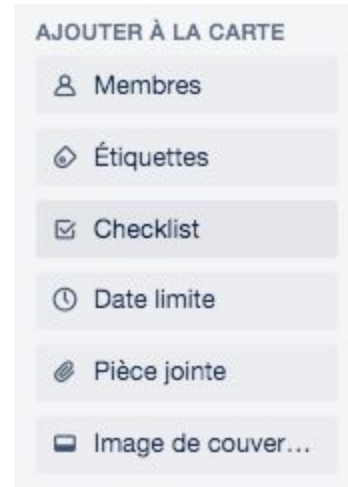 AJOUTER À LA CARTE
Membres
Étiquettes
Checklist
Date limite
Pièce jointe
Image de couver...